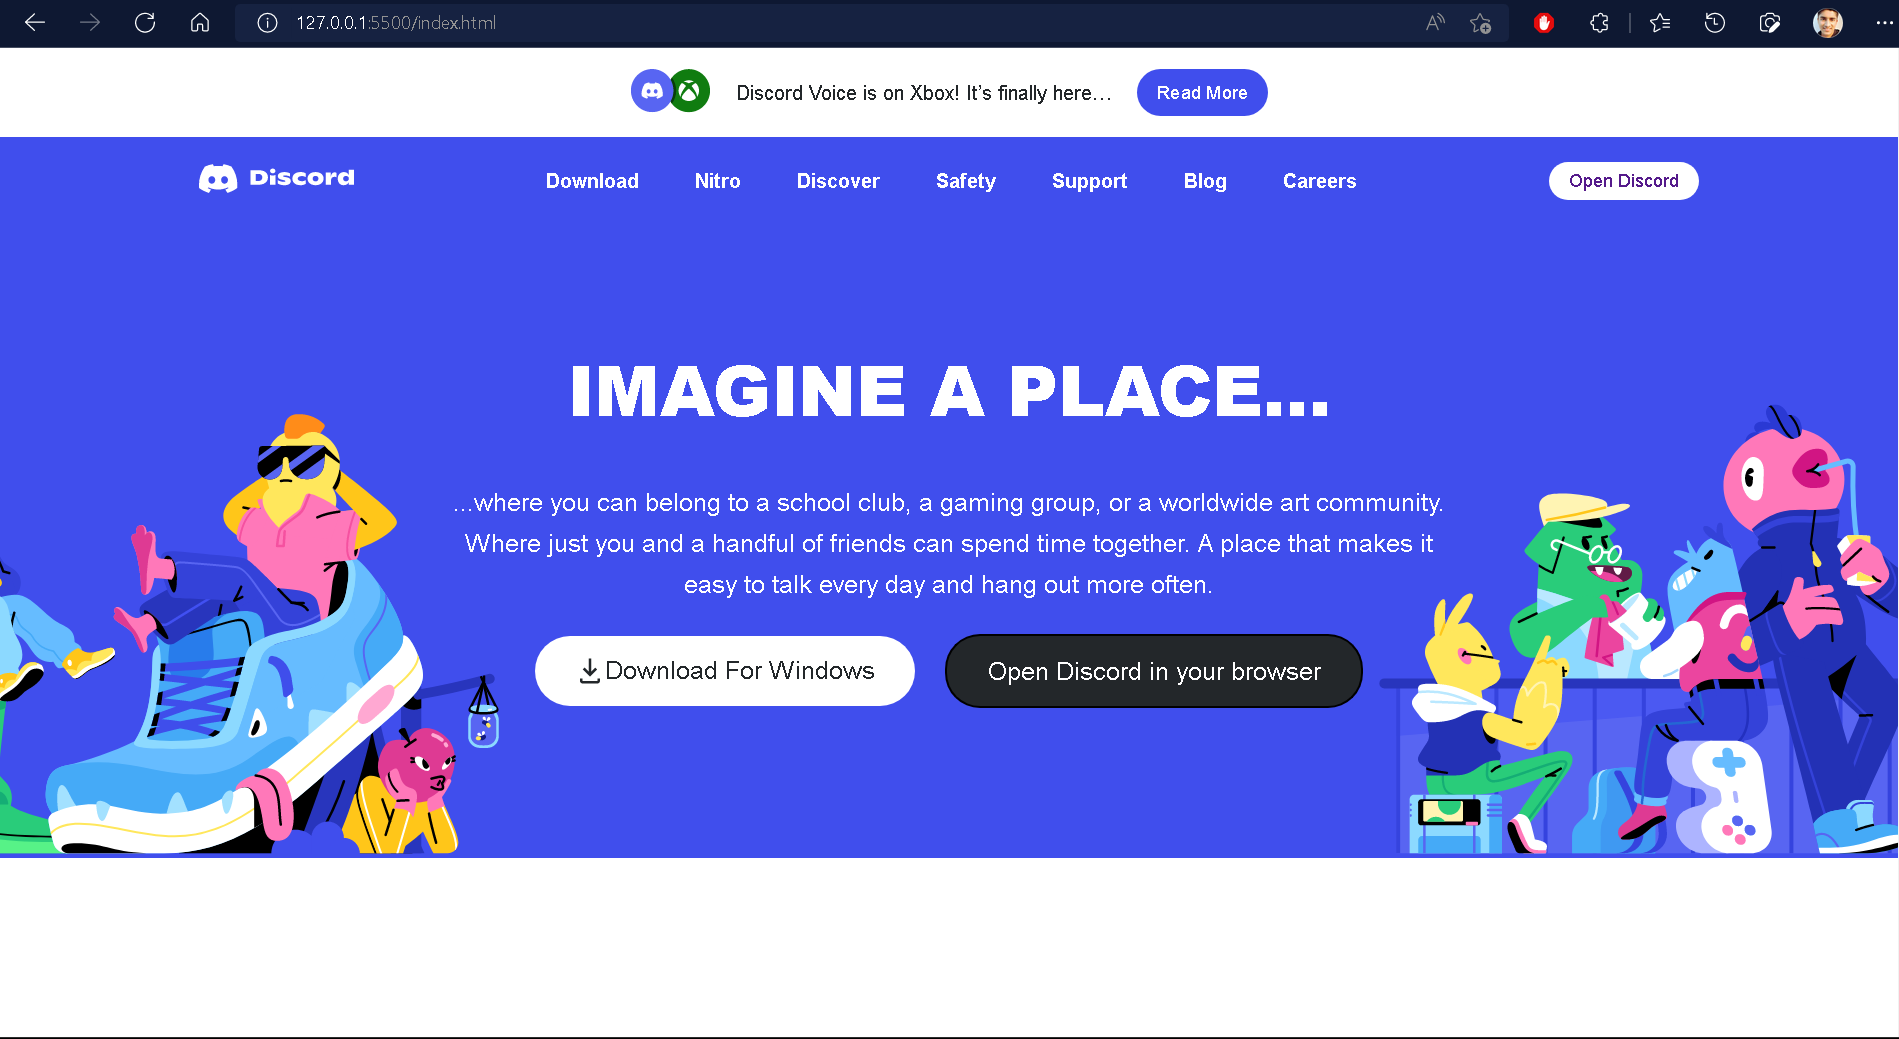 127.0.0.1:5500/index.html
Discord Voice is on Xbox! It's finally here… Read More
Discord Download Nitro Discover Safety Support Blog Careers Open Discord
IMAGINE A PLACE...
...where you can belong to a school club, a gaming group, or a worldwide art community.
Where just you and a handful of friends can spend time together. A place that makes it
easy to talk every day and hang out more often.
Download For Windows Open Discord in your browser